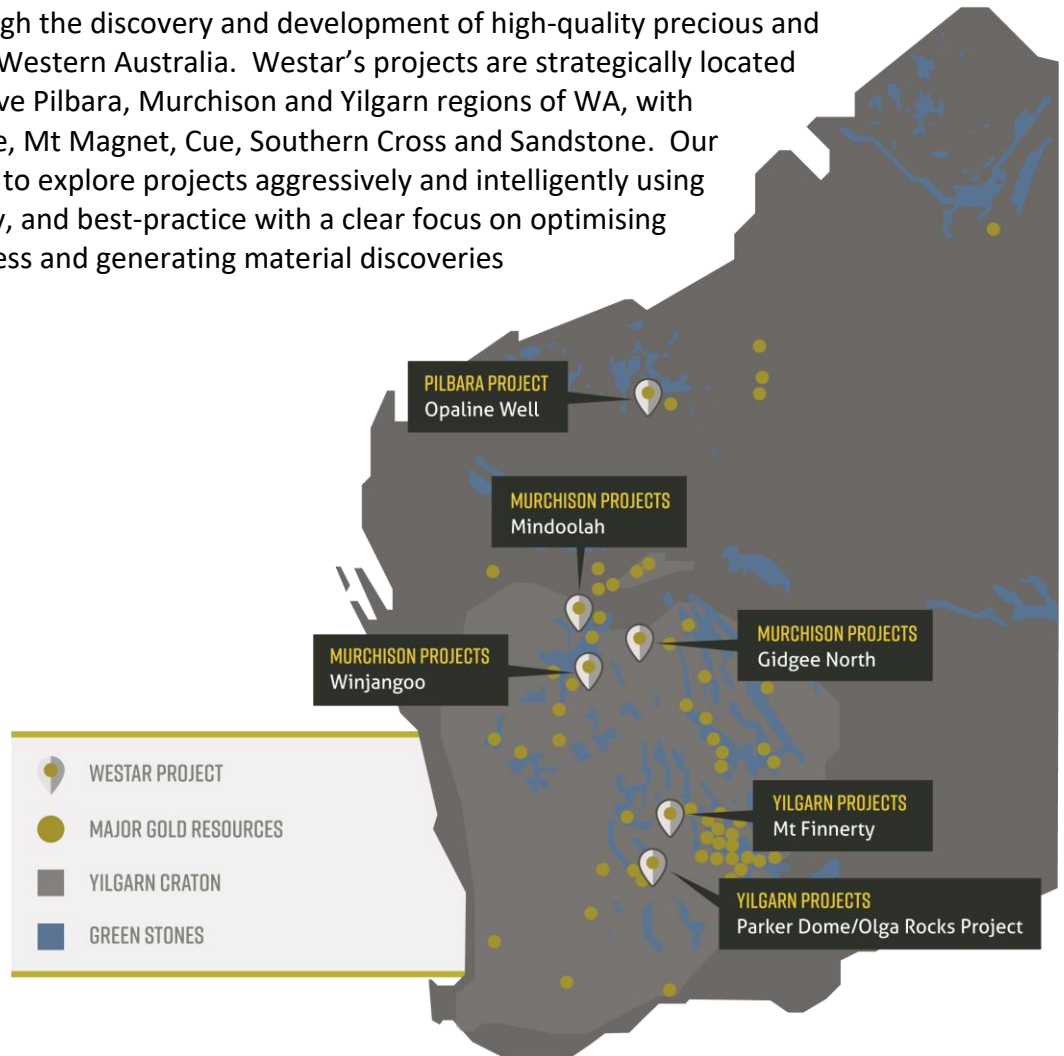 gh the discovery and development of high-quality precious and
Western Australia. Westar's projects are strategically located
ve Pilbara, Murchison and Yilgarn regions of WA, with
e, Mt Magnet, Cue, Southern Cross and Sandstone. Our
to explore projects aggressively and intelligently using
y, and best-practice with a clear focus on optimising
ess and generating material discoveries
PILBARA PROJECT
Opaline Well
MURCHISON PROJECTS
Mindoolah
MURCHISON PROJECTS
Gidgee North
MURCHISON PROJECTS
Winjangoo
WESTAR PROJECT
MAJOR GOLD RESOURCES
YILGARN CRATON
GREEN STONES
YILGARN PROJECTS
Mt Finnerty
YILGARN PROJECTS
Parker Dome/Olga Rocks Project